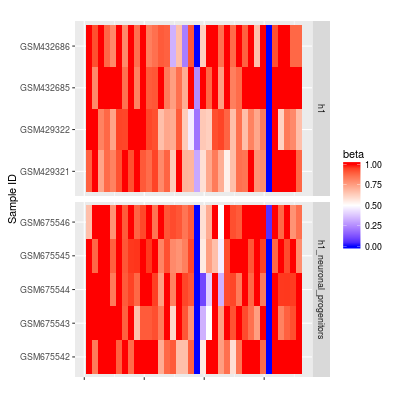 GSM432686
GSM432685
GSM429322
GSM429321
h1
GSM675546
GSM675545
GSM675544
GSM675543
GSM675542
h1_neuronal_progenitors
Sample ID
beta
1.00
0.75
0.50
0.25
0.00